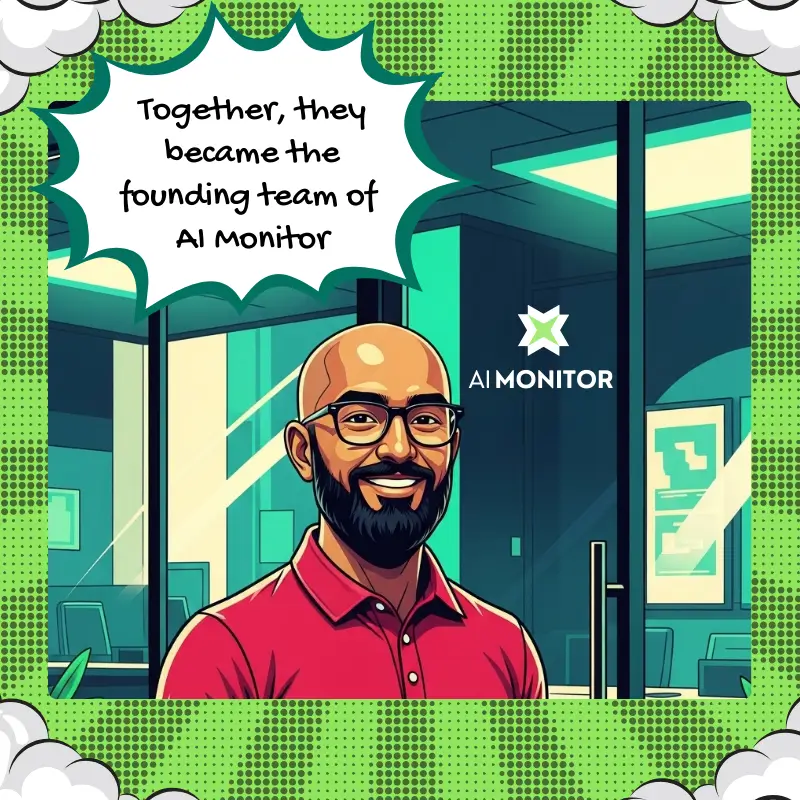 Together, they
became the
founding team of
AI Monitor
AI MONITOR